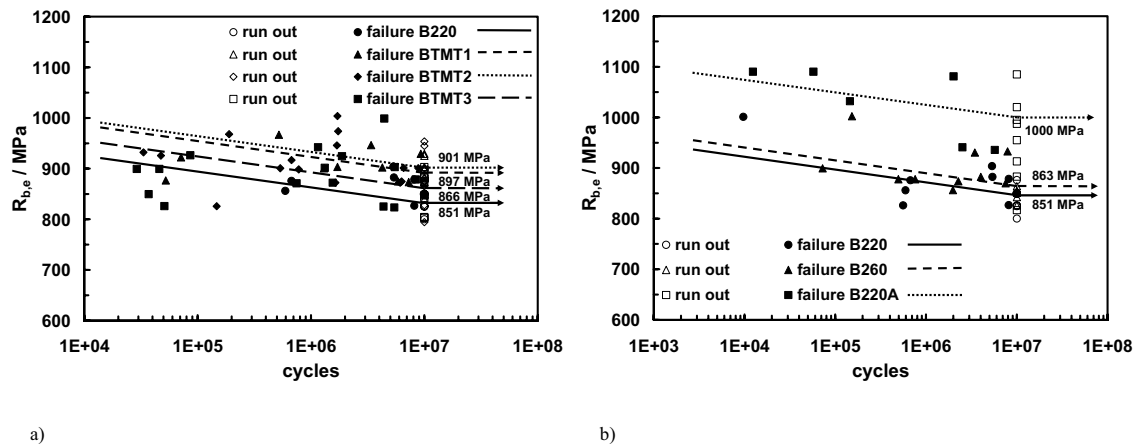 1200
1100
1000
900
800
700
600
R b,e / MPa
1E+04 1E+05 1E+06 1E+07 1E+08
cycles
run out failure B220
run out failure BTMT1
run out failure BTMT2
run out failure BTMT3
901 MPa
897 MPa
866 MPa
851 MPa
a)
1200
1100
1000
900
800
700
600
R b,e / MPa
1E+03 1E+04 1E+05 1E+06 1E+07 1E+08
cycles
1000 MPa
863 MPa
851 MPa
run out failure B220
run out failure B260
run out failure B220A
b)